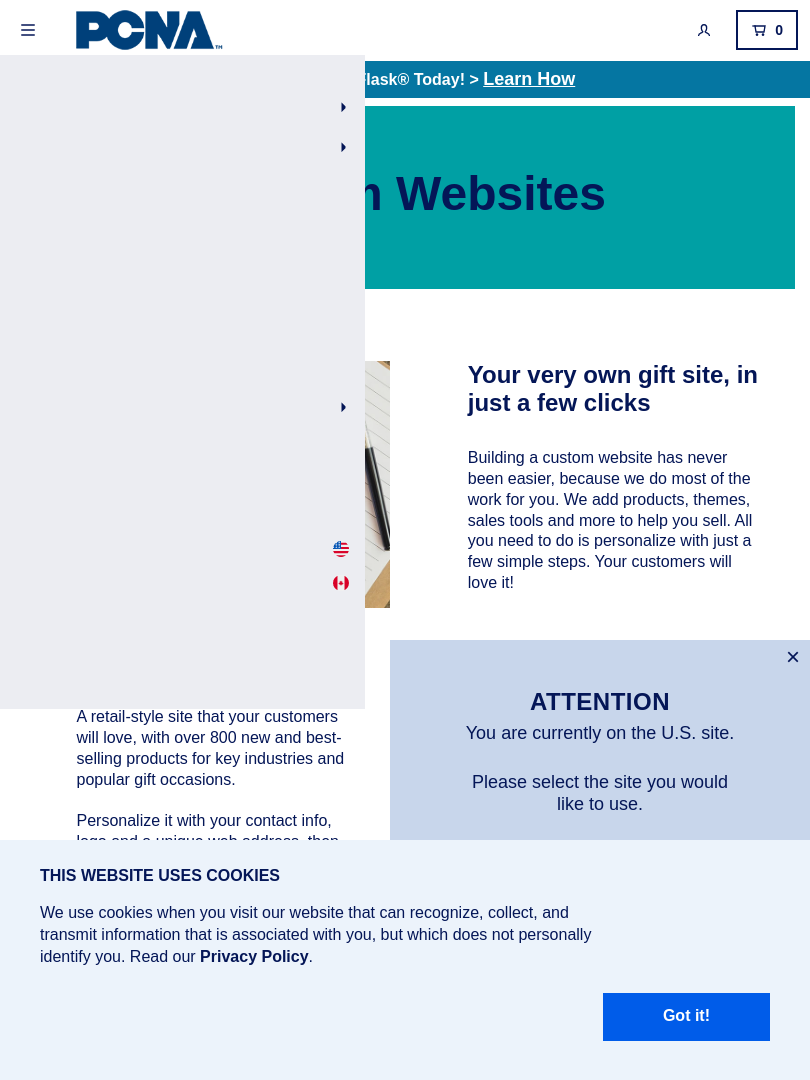 PCNA™
0
Flask® Today! > Learn How
n Websites
Your very own gift site, in
just a few clicks
Building a custom website has never
been easier, because we do most of the
work for you. We add products, themes,
sales tools and more to help you sell. All
you need to do is personalize with just a
few simple steps. Your customers will
love it!
A retail-style site that your customers
will love, with over 800 new and best-
selling products for key industries and
popular gift occasions.
Personalize it with your contact info,
logo and a unique web address, then
ATTENTION
You are currently on the U.S. site.
Please select the site you would
like to use.
THIS WEBSITE USES COOKIES
We use cookies when you visit our website that can recognize, collect, and
transmit information that is associated with you, but which does not personally
identify you. Read our Privacy Policy.
Got it!